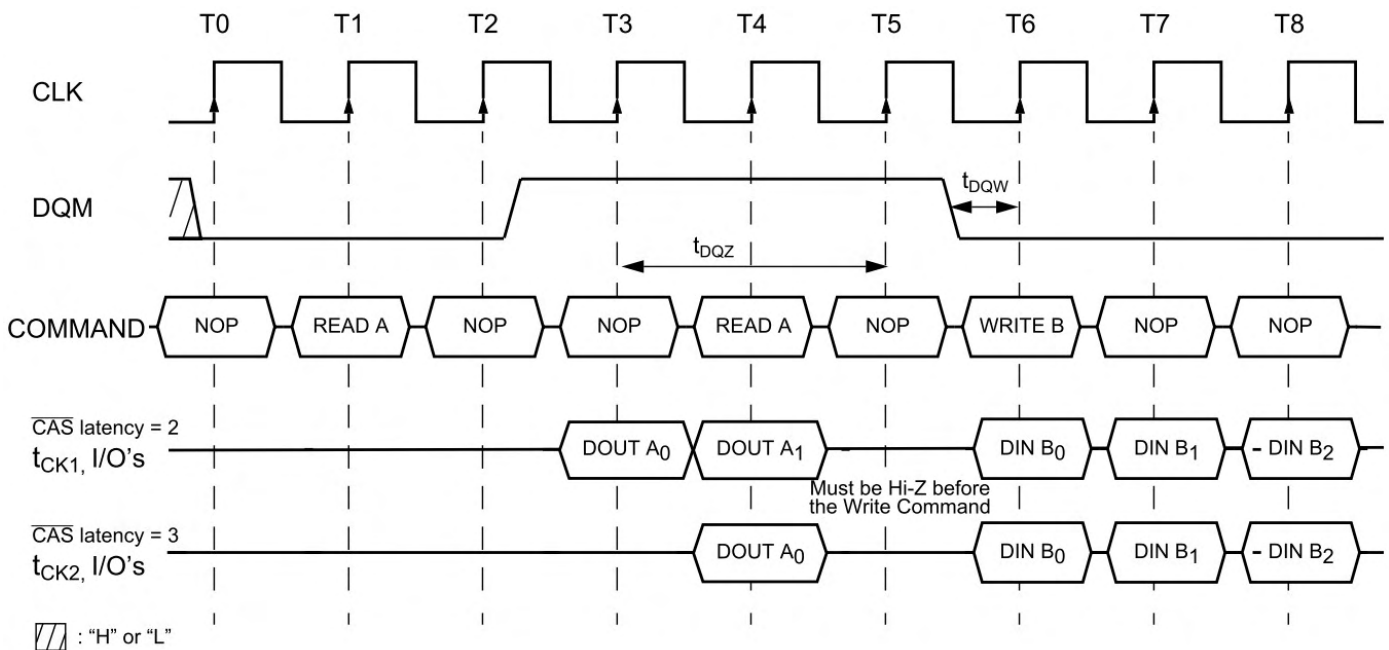 T0 T1 T2 T3 T4 T5 T6 T7 T8
CLK
DQM
tDQW
tDQZ
COMMAND NOP READ A NOP NOP READ A NOP WRITE B NOP NOP
CAS latency = 2
tCK1, I/O's DOUT A0 DOUT A1 DIN B0 DIN B1 DIN B2
Must be Hi-Z before
the Write Command
CAS latency = 3
tCK2, I/O's DOUT A0 DIN B0 DIN B1 DIN B2
: "H" or "L"